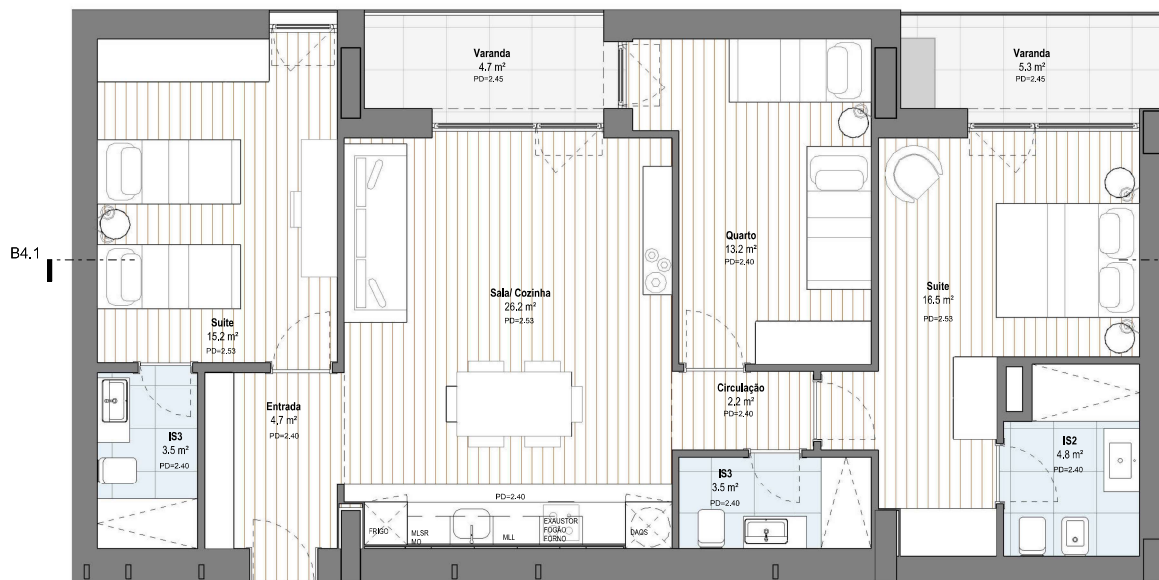 Varanda
4.7 m²
PD=2.45
Varanda
5.3 m²
PD=2.45
B4.1
Quarto
13.2 m²
PD=2.40
Sala/ Cozinha
26.2 m²
PD=2.53
Suite
16.5 m²
PD=2.53
Suite
15.2 m²
PD=2.53
Circulação
2.2 m²
PD=2.40
Entrada
4.7 m²
PD=2.40
IS3
3.5 m²
PD=2.40
IS2
4.8 m²
PD=2.40
IS3
3.5 m²
PD=2.40
PD=2.40
FRIGO
MLSR
MO
MLL
EXAUSTOR
FOGÃO
FORNO
DAQS